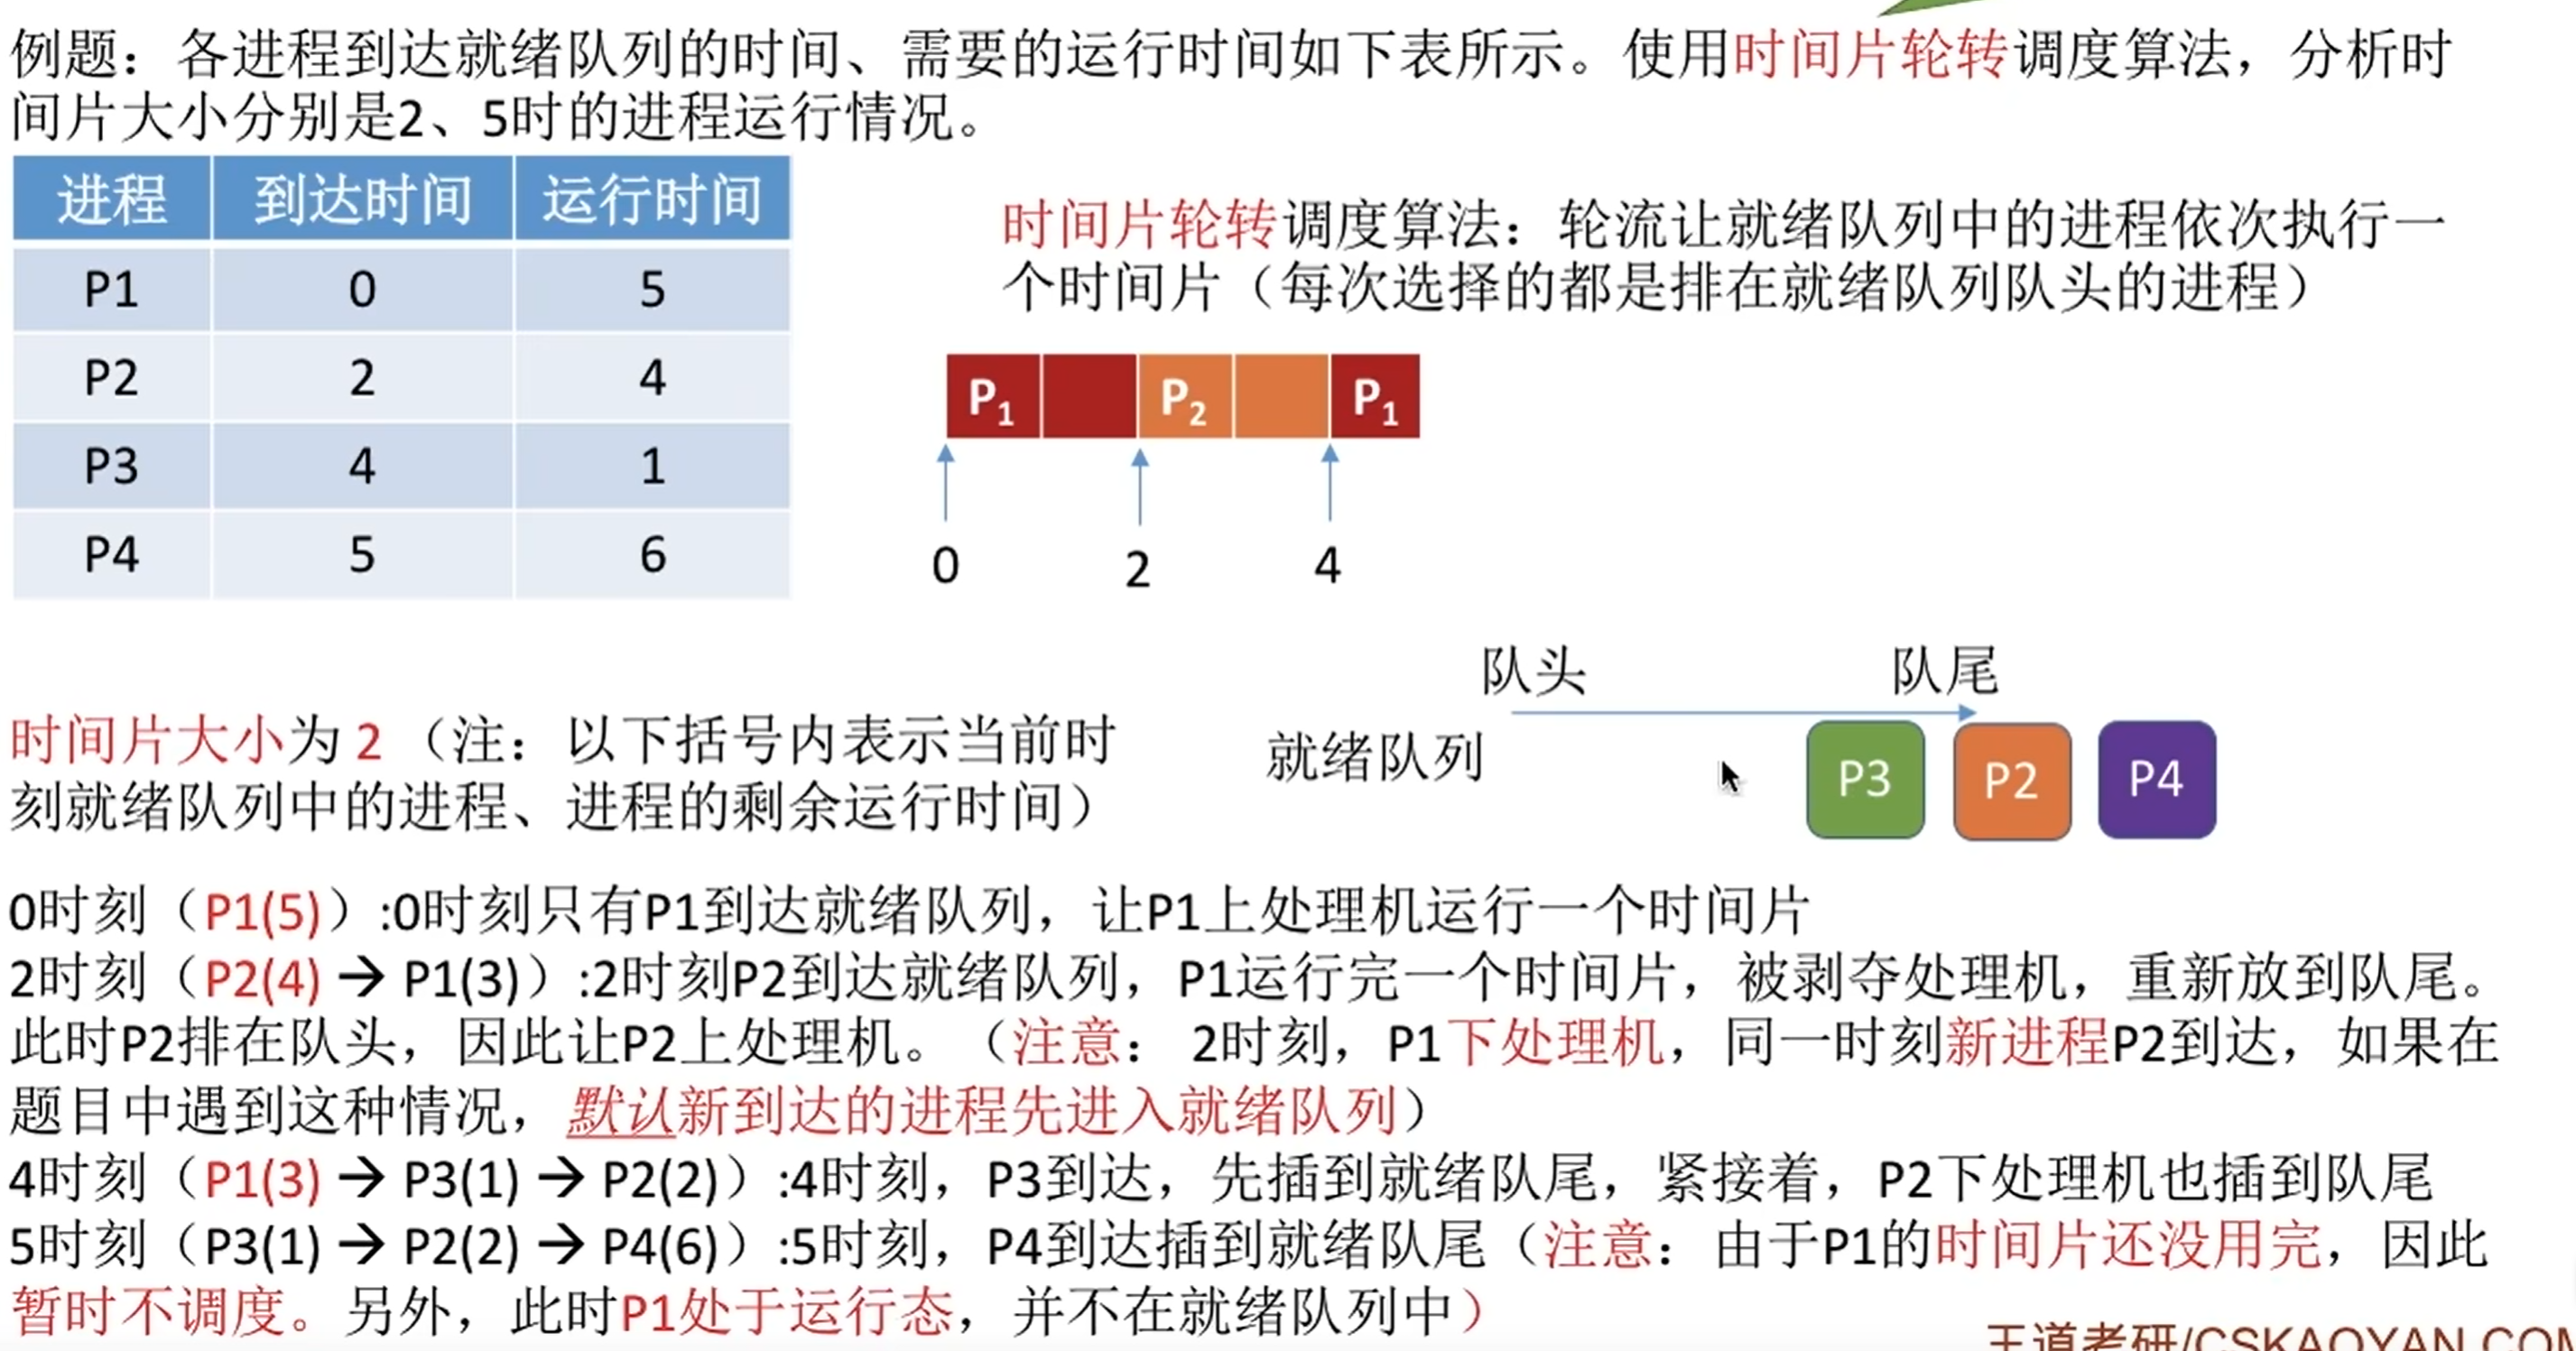 例题：各进程到达就绪队列的时间、需要的运行时间如下表所示。使用时间片轮转调度算法，分析时
间片大小分别是2、5时的进程运行情况。
进程 到达时间 运行时间
P1 0 5
P2 2 4
P3 4 1
P4 5 6
时间片轮转调度算法：轮流让就绪队列中的进程依次执行一
个时间片（每次选择的都是排在就绪队列队头的进程）
P1 P2 P1
0 2 4
队头 队尾
就绪队列 P3 P2 P4
时间片大小为 2（注：以下括号内表示当前时
刻就绪队列中的进程、进程的剩余运行时间）
0时刻（P1(5)）:0时刻只有P1到达就绪队列，让P1上处理机运行一个时间片
2时刻（P2(4) → P1(3)）:2时刻P2到达就绪队列，P1运行完一个时间片，被剥夺处理机，重新放到队尾。
此时P2排在队头，因此让P2上处理机。（注意： 2时刻，P1下处理机，同一时刻新进程P2到达，如果在
题目中遇到这种情况，默认新到达的进程先进入就绪队列）
4时刻（P1(3) → P3(1) → P2(2)）:4时刻，P3到达，先插到就绪队尾，紧接着，P2下处理机也插到队尾
5时刻（P3(1) → P2(2) → P4(6)）:5时刻，P4到达插到就绪队尾（注意：由于P1的时间片还没用完，因此
暂时不调度。另外，此时P1处于运行态，并不在就绪队列中）
王道考研/CSKAOYAN.COM